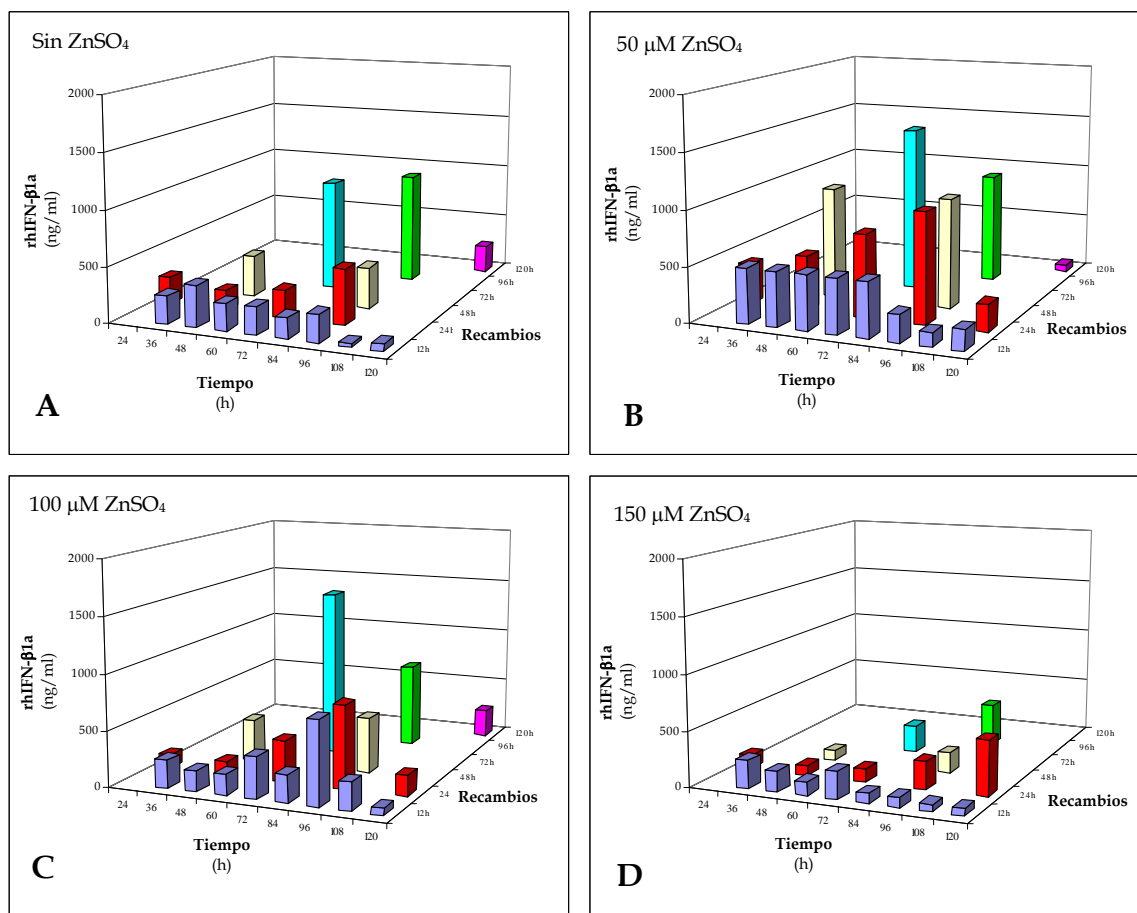 Sin ZnSO₄
2000
1500
1000
500
0
rhIFN-β1a
(ng/ml)
24 36 48 60 72 84 96 108 120
Tiempo
(h)
12h
24h
48h
72h
96h
120h
Recambios
A
50 μM ZnSO₄
2000
1500
1000
500
0
rhIFN-β1a
(ng/ml)
24 36 48 60 72 84 96 108 120
Tiempo
(h)
12h
24h
48h
72h
96h
120h
Recambios
B
100 μM ZnSO₄
2000
1500
1000
500
0
rhIFN-β1a
(ng/ml)
24 36 48 60 72 84 96 108 120
Tiempo
(h)
12h
24
48h
72h
96h
120h
Recambios
C
150 μM ZnSO₄
2000
1500
1000
500
0
rhIFN-β1a
(ng/ml)
24 36 48 60 72 84 96 108 120
Tiempo
(h)
12h
24h
48h
72h
96h
120h
Recambios
D